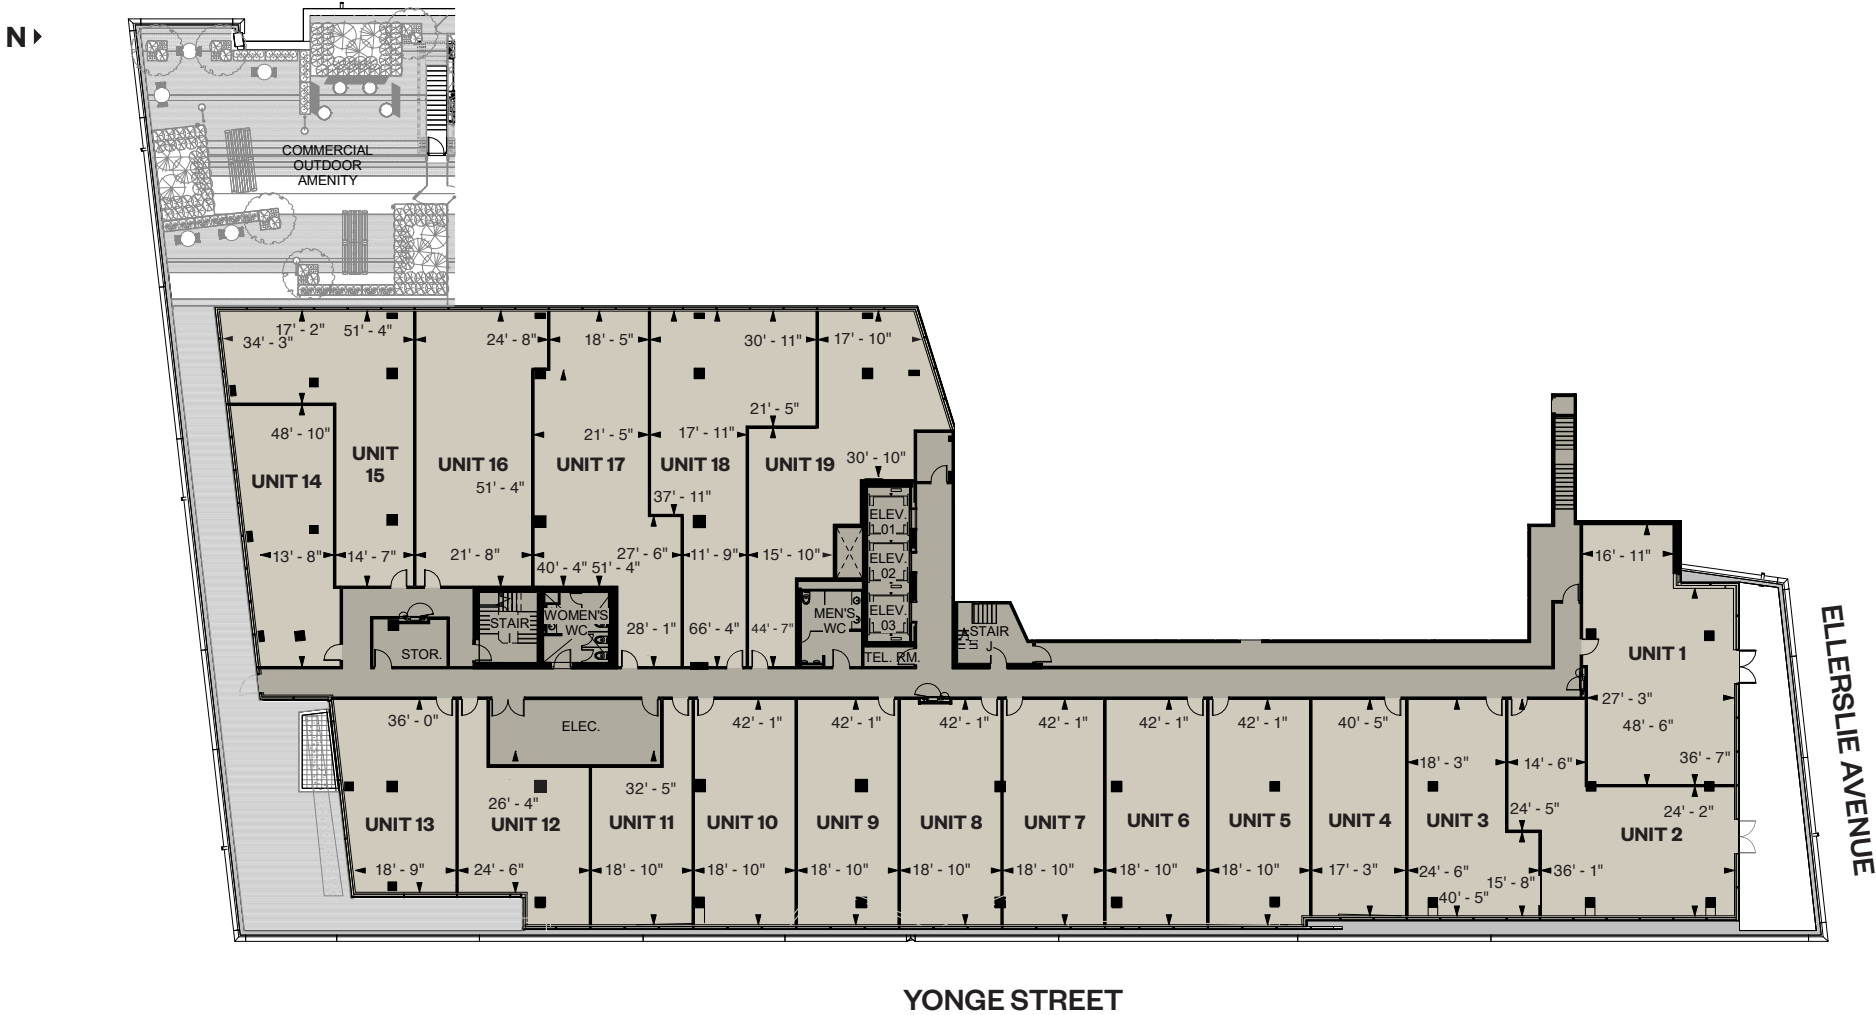 N
COMMERCIAL
OUTDOOR
AMENITY
17' - 2"
51' - 4"
34' - 3"
24' - 8"
18' - 5"
30' - 11"
17' - 10"
48' - 10"
21' - 5"
21' - 5"
17' - 11"
UNIT 14
UNIT
15
UNIT 16
51' - 4"
UNIT 17
UNIT 18
UNIT 19
30' - 10"
37' - 11"
13' - 8"
14' - 7"
21' - 8"
27' - 6"
11' - 9"
15' - 10"
40' - 4"
51' - 4"
ELEV.
01
ELEV.
02
ELEV.
03
STOR.
STAIR
I
WOMEN'S
WC
28' - 1"
66' - 4"
44' - 7"
MEN'S
WC
TEL. RM.
STAIR
J
16' - 11"
UNIT 1
27' - 3"
48' - 6"
36' - 7"
ELLERSLIE AVENUE
36' - 0"
ELEC.
42' - 1"
42' - 1"
42' - 1"
42' - 1"
42' - 1"
42' - 1"
40' - 5"
18' - 3"
14' - 6"
26' - 4"
32' - 5"
24' - 5"
24' - 2"
UNIT 13
UNIT 12
UNIT 11
UNIT 10
UNIT 9
UNIT 8
UNIT 7
UNIT 6
UNIT 5
UNIT 4
UNIT 3
UNIT 2
18' - 9"
24' - 6"
18' - 10"
18' - 10"
18' - 10"
18' - 10"
18' - 10"
18' - 10"
18' - 10"
17' - 3"
24' - 6"
15' - 8"
36' - 1"
40' - 5"
YONGE STREET